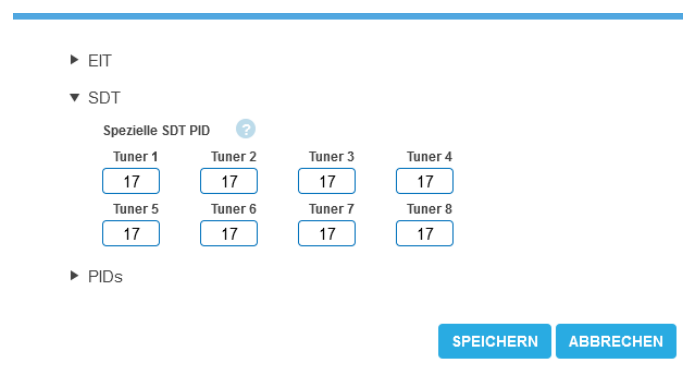 EIT
SDT
Spezielle SDT PID ?
Tuner 1 Tuner 2 Tuner 3 Tuner 4
17 17 17 17
Tuner 5 Tuner 6 Tuner 7 Tuner 8
17 17 17 17
PIDs
SPEICHERN ABBRECHEN